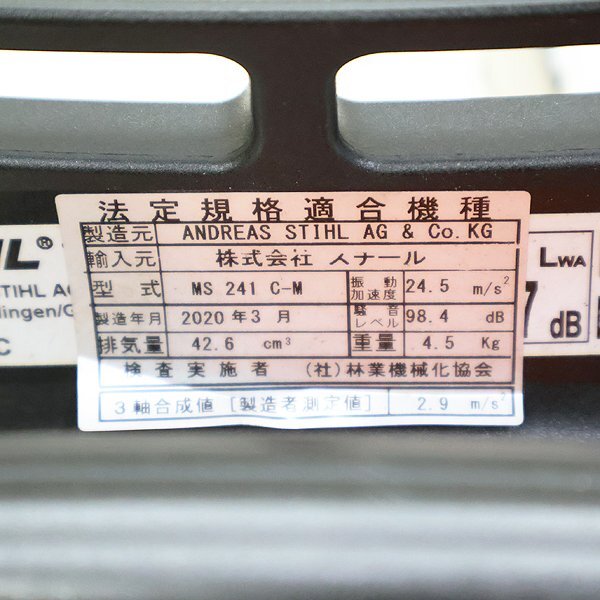 法定規格適合機種
製造元 ANDREAS STIHL AG & Co.KG
輸入元 株式会社 スチール
型式 MS 241 C-M 振動加速度 24.5 m/s²
製造年月 2020年3月 騒音レベル 98.4 dB
排気量 42.6 cm³ 重量 4.5 Kg
検査実施者 (社)林業機械化協会
3軸合成値 [製造者測定値] 2.9 m/s²
HL®
STIHL AG
lingen/G
C
LWA
7 dB